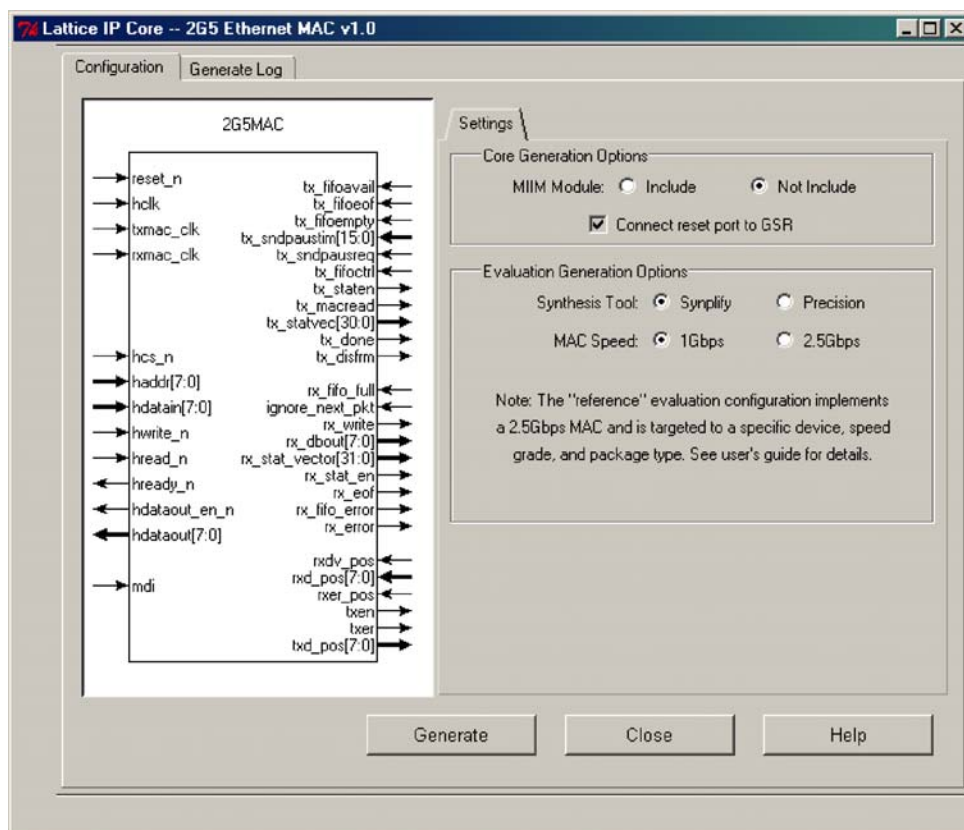 Lattice IP Core -- 2G5 Ethernet MAC v1.0
Configuration
Generate Log
2G5MAC
reset_n
hclk
txmac_clk
rxmac_clk
hcs_n
haddr[7:0]
hdatain[7:0]
hwrite_n
hread_n
hready_n
hdataout_en_n
hdataout[7:0]
mdi
tx_fifoavail
tx_fifoeof
tx_fifoempty
tx_sndpaustim[15:0]
tx_sndpausreq
tx_fifoctrl
tx_staten
tx_macread
tx_statvec[30:0]
tx_done
tx_disfrm
rx_fifo_full
ignore_next_pkt
rx_write
rx_dbout[7:0]
rx_stat_vector[31:0]
rx_stat_en
rx_eof
rx_fifo_error
rx_error
rxdv_pos
rxd_pos[7:0]
rxer_pos
txen
txer
txd_pos[7:0]
Settings
Core Generation Options
MIIM Module: Include Not Include
Connect reset port to GSR
Evaluation Generation Options
Synthesis Tool: Synplify Precision
MAC Speed: 1Gbps 2.5Gbps
Note: The "reference" evaluation configuration implements
a 2.5Gbps MAC and is targeted to a specific device, speed
grade, and package type. See user's guide for details.
Generate
Close
Help